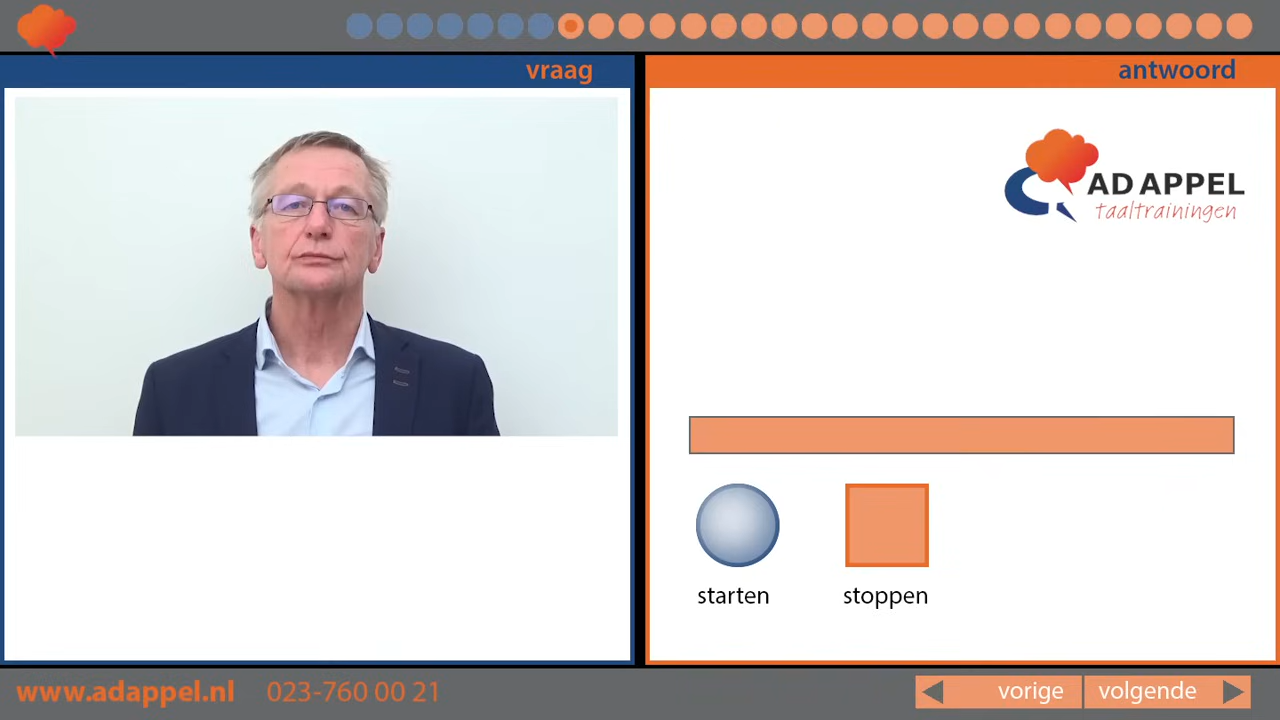 vraag
antwoord
AD APPEL
taaltrainingen
starten
stoppen
www.adappel.nl
023-760 00 21
vorige
volgende